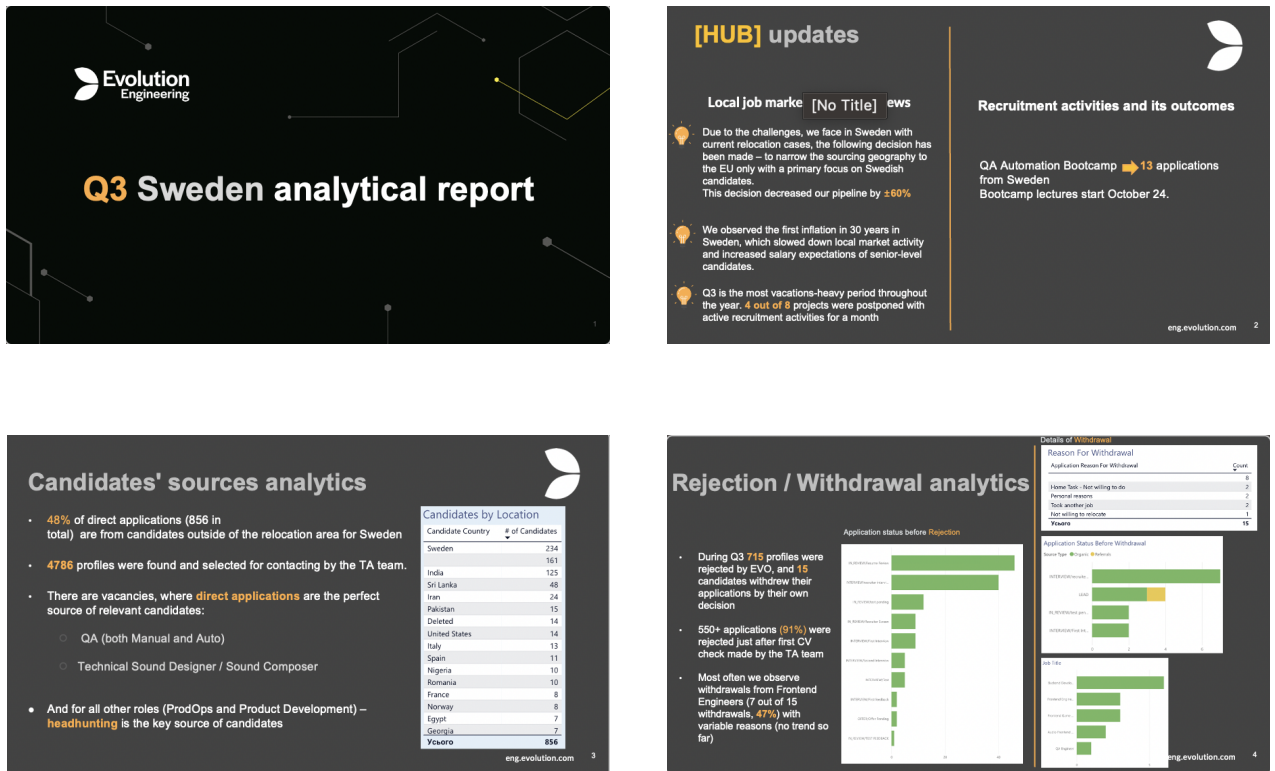 Evolution
Engineering
Q3 Sweden analytical report
1
[HUB] updates
Local job marke
[No Title]
ews
Due to the challenges, we face in Sweden with
current relocation cases, the following decision has
been made – to narrow the sourcing geography to
the EU only with a primary focus on Swedish
candidates.
This decision decreased our pipeline by ±60%
We observed the first inflation in 30 years in
Sweden, which slowed down local market activity
and increased salary expectations of senior-level
candidates.
Q3 is the most vacations-heavy period throughout
the year. 4 out of 8 projects were postponed with
active recruitment activities for a month
Recruitment activities and its outcomes
QA Automation Bootcamp 13 applications
from Sweden
Bootcamp lectures start October 24.
eng.evolution.com 2
Candidates' sources analytics
• 48% of direct applications (856 in
total) are from candidates outside of the relocation area for Sweden
• 4786 profiles were found and selected for contacting by the TA team.
• There are vacancies, where direct applications are the perfect
source of relevant candidates:
QA (both Manual and Auto)
Technical Sound Designer / Sound Composer
• And for all other roles (ProdOps and Product Development) –
headhunting is the key source of candidates
Candidates by Location
Candidate Country # of Candidates
Sweden 234
161
India 125
Sri Lanka 48
Iran 24
Pakistan 15
Deleted 14
United States 14
Italy 13
Spain 11
Nigeria 10
Romania 10
France 8
Norway 8
Egypt 7
Georgia 7
Усього 856
eng.evolution.com 3
Rejection / Withdrawal analytics
• During Q3 715 profiles were
rejected by EVO, and 15
candidates withdrew their
applications by their own
decision
• 550+ applications (91%) were
rejected just after first CV
check made by the TA team
• Most often we observe
withdrawals from Frontend
Engineers (7 out of 15
withdrawals, 47%) with
variable reasons (no trend so
far)
Application status before Rejection
Details of Withdrawal
Reason For Withdrawal
Application Reason For Withdrawal Count
8
Home Task - Not willing to do 2
Personal reasons 2
Took another job 2
Not willing to relocate 1
Усього 15
Application Status Before Withdrawal
Source Type Organic Referrals
LEAD
Job Title
eng.evolution.com 4